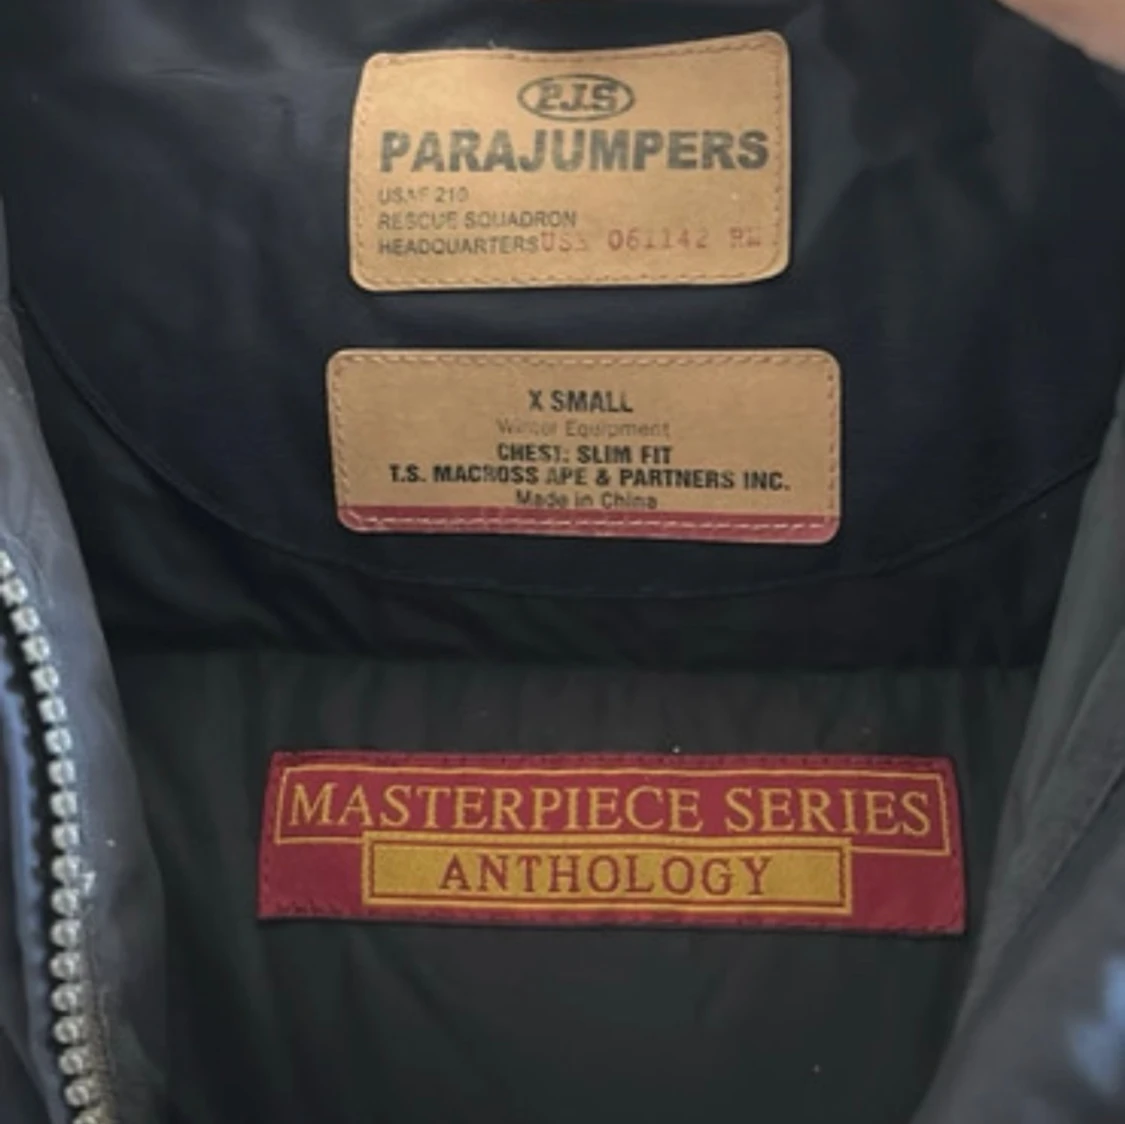 P.J.S
PARAJUMPERS
USAF 210
RESCUE SQUADRON
HEADQUARTERS 061142
X SMALL
Winter Equipment
CHEST: SLIM FIT
T.S. MACROSS APE & PARTNERS INC.
Made in China
MASTERPIECE SERIES
ANTHOLOGY